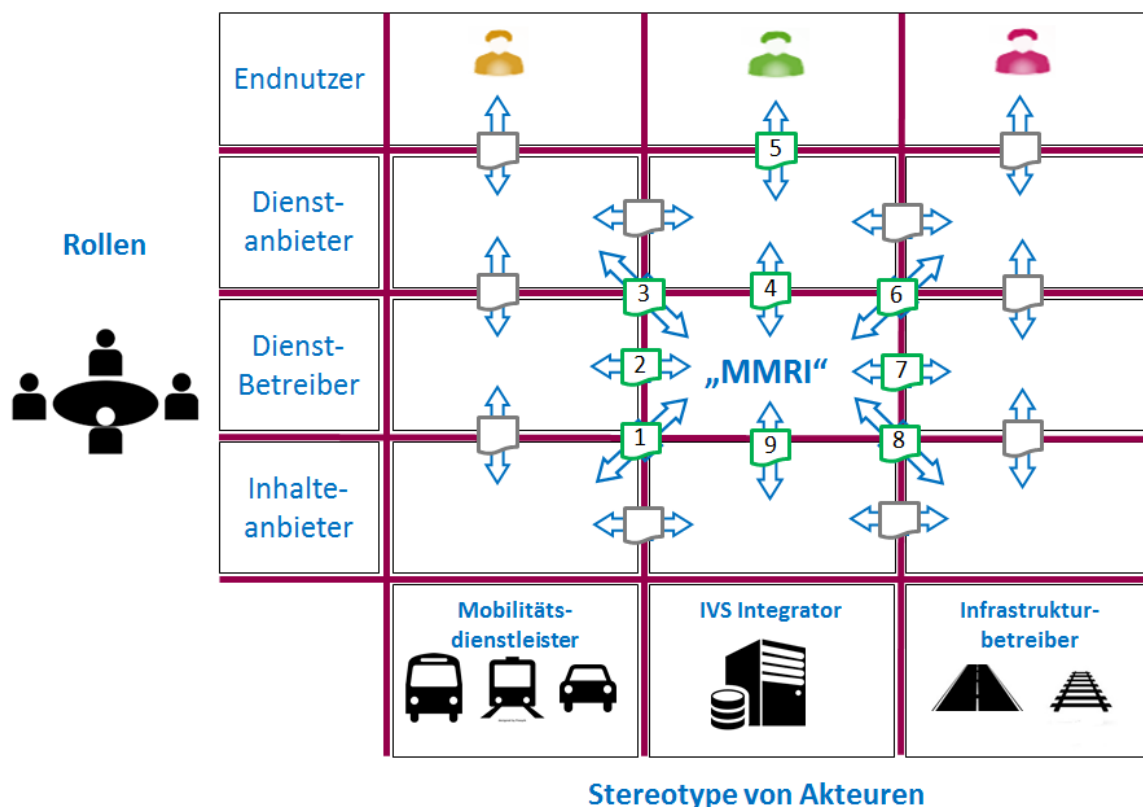 Endnutzer
5
Dienst-
anbieter
Rollen
3
4
6
Dienst-
Betreiber
2
„MMRI“
7
1
9
8
Inhalte-
anbieter
Mobilitäts-
dienstleister
IVS Integrator
Infrastruktur-
betreiber
Stereotype von Akteuren